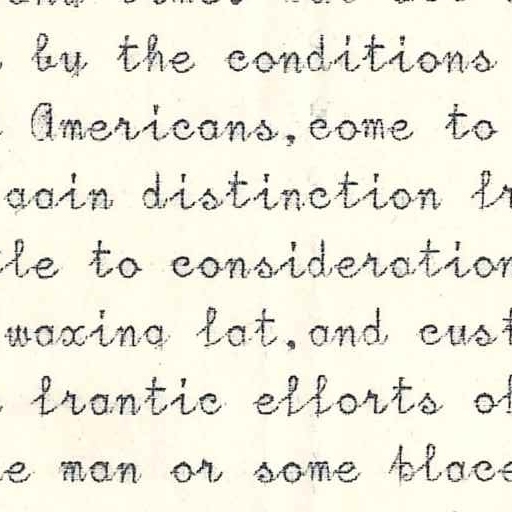 by the conditions
Americans, come to
gain distinction fr
le to consideration
waxing fat, and cust
frantic efforts of
e man or some place